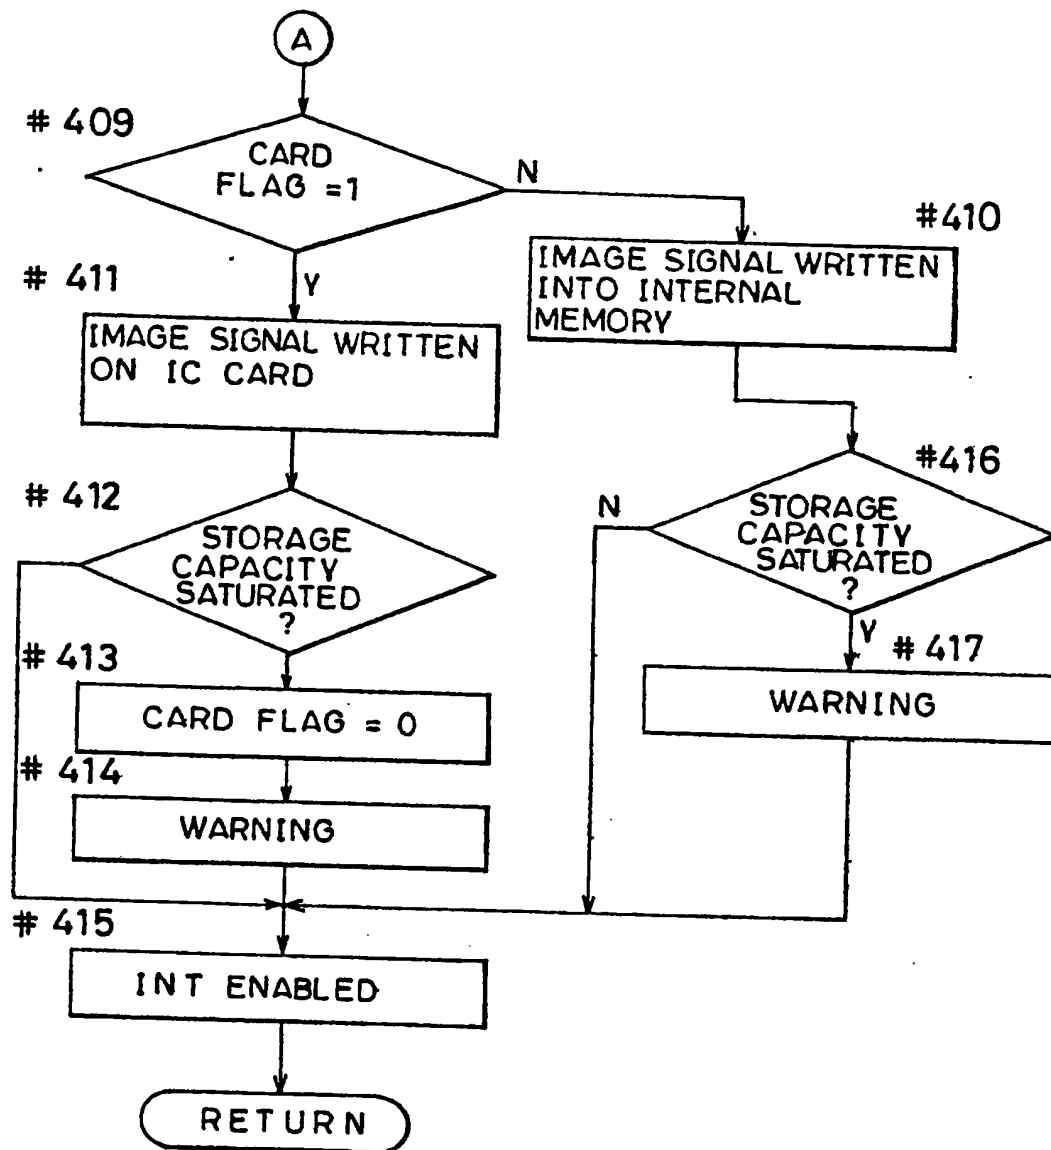 A
# 409
CARD
FLAG =1
N
#410
# 411
Y
IMAGE SIGNAL WRITTEN
INTO INTERNAL
MEMORY
IMAGE SIGNAL WRITTEN
ON IC CARD
# 412
#416
N
STORAGE
CAPACITY
SATURATED
?
STORAGE
CAPACITY
SATURATED
?
Y
# 413
# 417
CARD FLAG = 0
WARNING
# 414
WARNING
# 415
INT ENABLED
RETURN